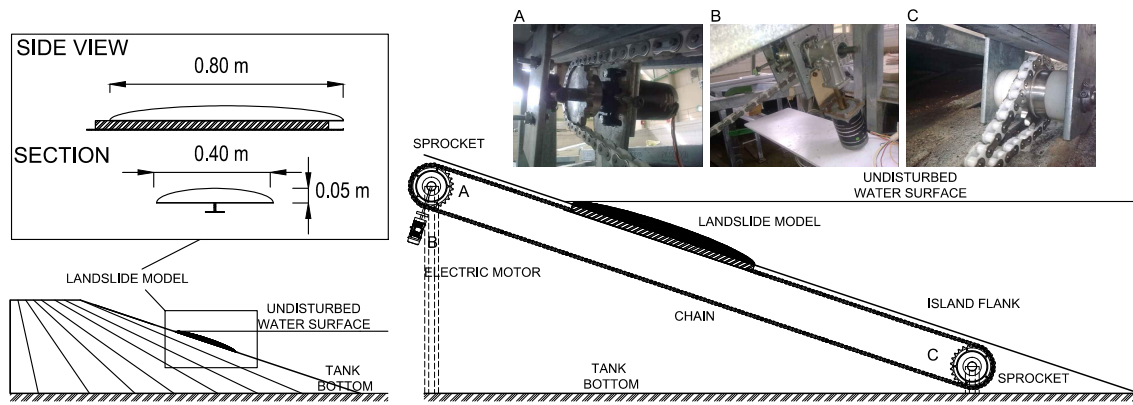 SIDE VIEW
0.80 m
SECTION
0.40 m
0.05 m
LANDSLIDE MODEL
UNDISTURBED
WATER SURFACE
TANK
BOTTOM
A
B
C
SPROCKET
UNDISTURBED
WATER SURFACE
A
LANDSLIDE MODEL
B
ELECTRIC MOTOR
ISLAND FLANK
CHAIN
C
TANK
BOTTOM
SPROCKET